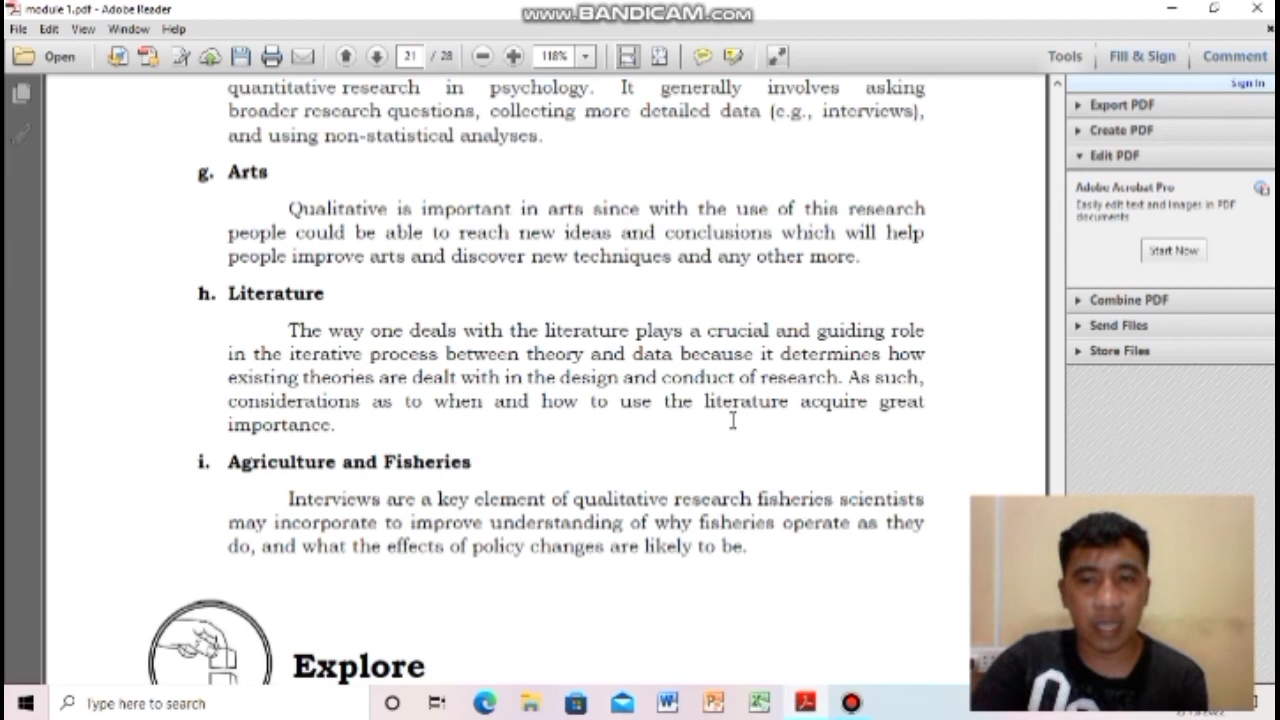 module 1.pdf - Adobe Reader
www.BANDICAM.com
File Edit View Window Help
Open 21 / 28 118% Tools Fill & Sign Comment
Sign In
quantitative research in psychology. It generally involves asking
broader research questions, collecting more detailed data (e.g., interviews),
and using non-statistical analyses.
g. Arts
Qualitative is important in arts since with the use of this research
people could be able to reach new ideas and conclusions which will help
people improve arts and discover new techniques and any other more.
h. Literature
The way one deals with the literature plays a crucial and guiding role
in the iterative process between theory and data because it determines how
existing theories are dealt with in the design and conduct of research. As such,
considerations as to when and how to use the literature acquire great
importance.
i. Agriculture and Fisheries
Interviews are a key element of qualitative research fisheries scientists
may incorporate to improve understanding of why fisheries operate as they
do, and what the effects of policy changes are likely to be.
Explore
Export PDF
Create PDF
Edit PDF
Adobe Acrobat Pro
Easily edit text and images in PDF
documents
Start Now
Combine PDF
Send Files
Store Files
Type here to search